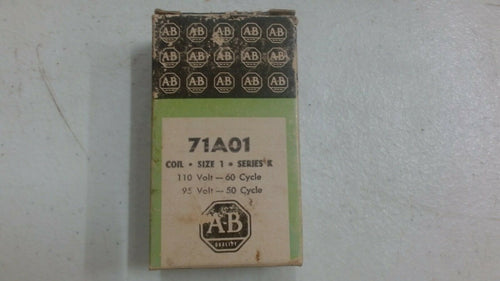 AB AB AB AB AB
AB AB AB AB AB
AB AB AB AB AB
71A01
COIL • SIZE 1 • SERIES K
110 Volt — 60 Cycle
95 Volt — 50 Cycle
A-B
QUALITY